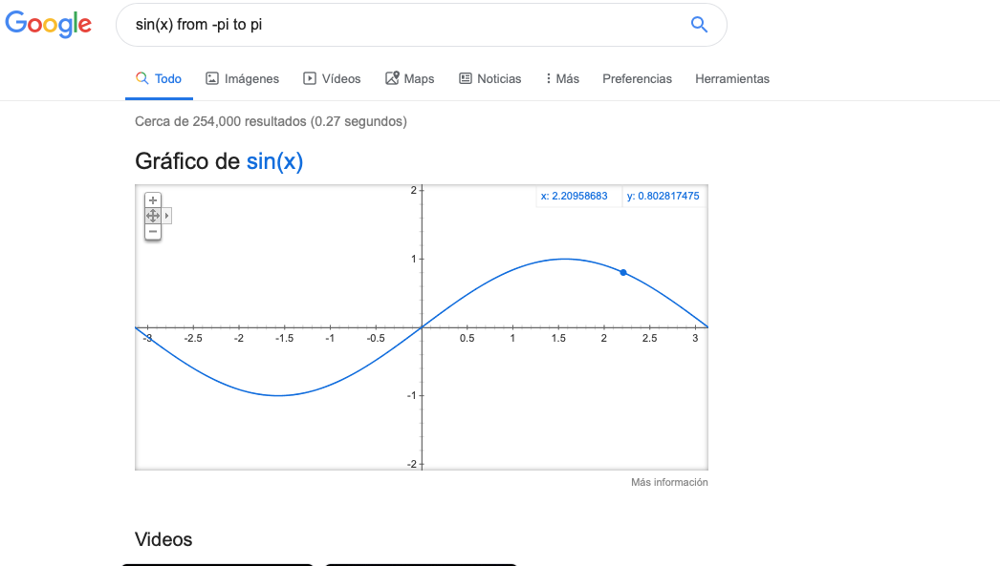 Google
sin(x) from -pi to pi
Todo Imágenes Vídeos Maps Noticias Más Preferencias Herramientas
Cerca de 254,000 resultados (0.27 segundos)
Gráfico de sin(x)
x: 2.20958683 y: 0.802817475
2
1
-3 -2.5 -2 -1.5 -1 -0.5 0.5 1 1.5 2 2.5 3
-1
-2
Más información
Videos